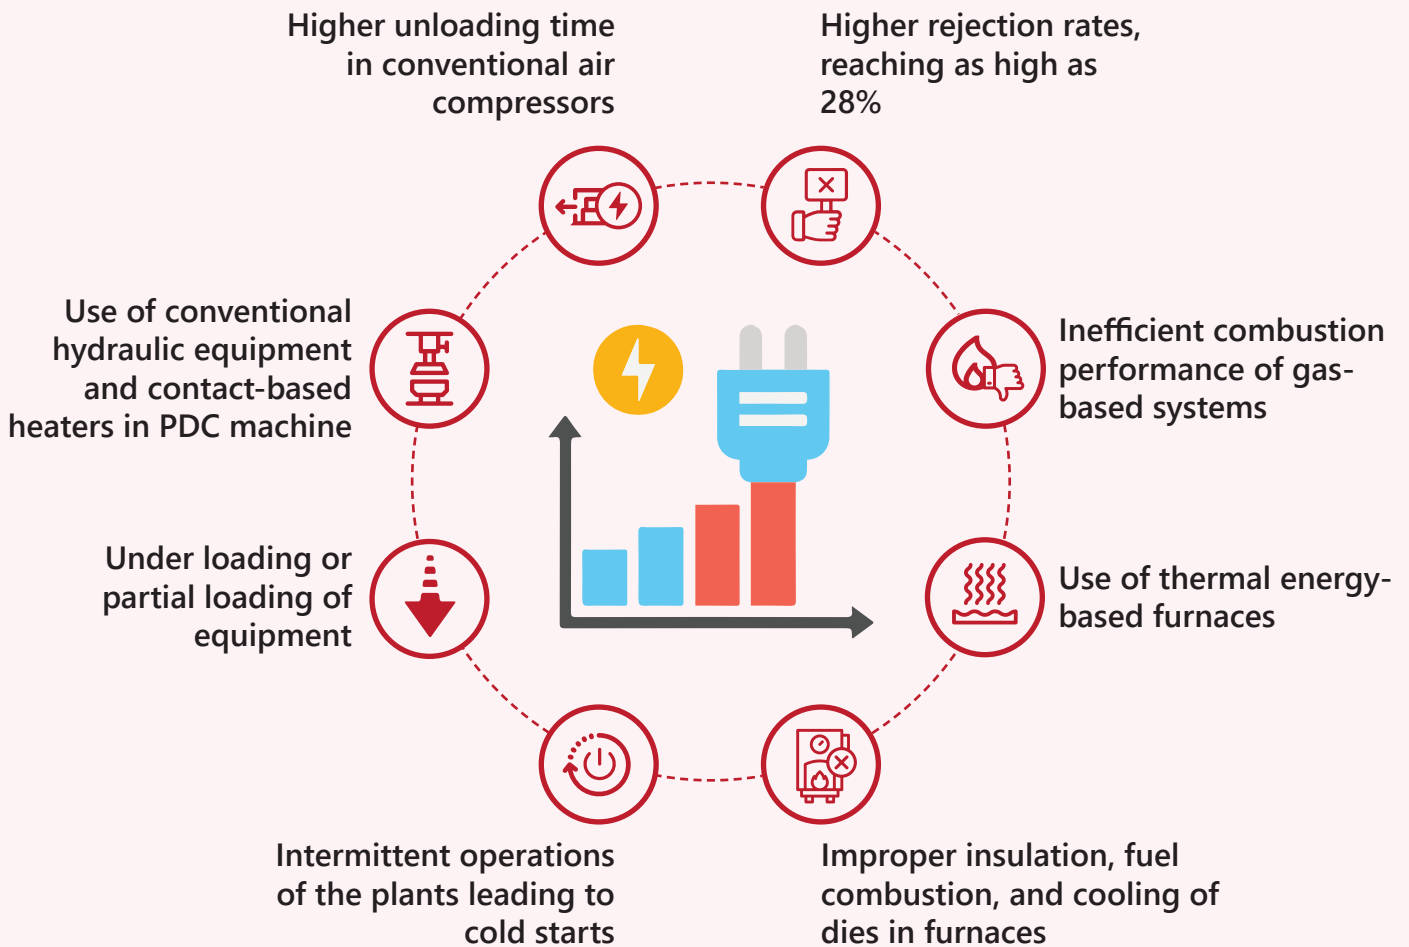 Higher unloading time
in conventional air
compressors
Higher rejection rates,
reaching as high as
28%
Use of conventional
hydraulic equipment
and contact-based
heaters in PDC machine
Inefficient combustion
performance of gas-
based systems
Under loading or
partial loading of
equipment
Use of thermal energy-
based furnaces
Intermittent operations
of the plants leading to
cold starts
Improper insulation, fuel
combustion, and cooling of
dies in furnaces